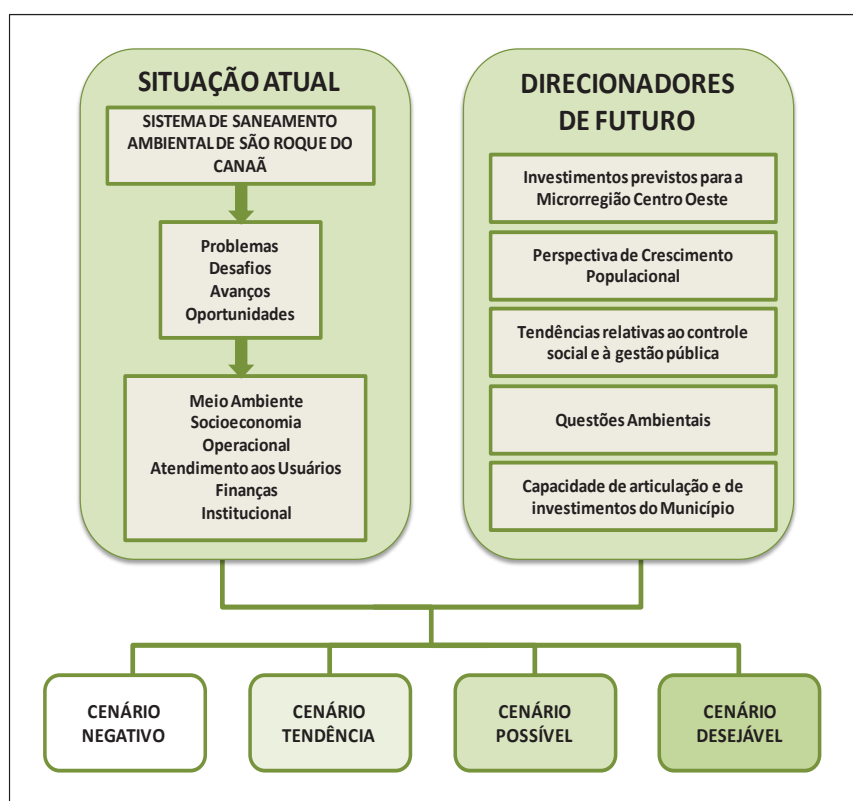 SITUAÇÃO ATUAL
SISTEMA DE SANEAMENTO
AMBIENTAL DE SÃO ROQUE DO
CANAÃ
Problemas
Desafios
Avanços
Oportunidades
Meio Ambiente
Socioeconomia
Operacional
Atendimento aos Usuários
Finanças
Institucional
DIRECIONADORES
DE FUTURO
Investimentos previstos para a
Microrregião Centro Oeste
Perspectiva de Crescimento
Populacional
Tendências relativas ao controle
social e à gestão pública
Questões Ambientais
Capacidade de articulação e de
investimentos do Município
CENÁRIO
NEGATIVO
CENÁRIO
TENDÊNCIA
CENÁRIO
POSSÍVEL
CENÁRIO
DESEJÁVEL